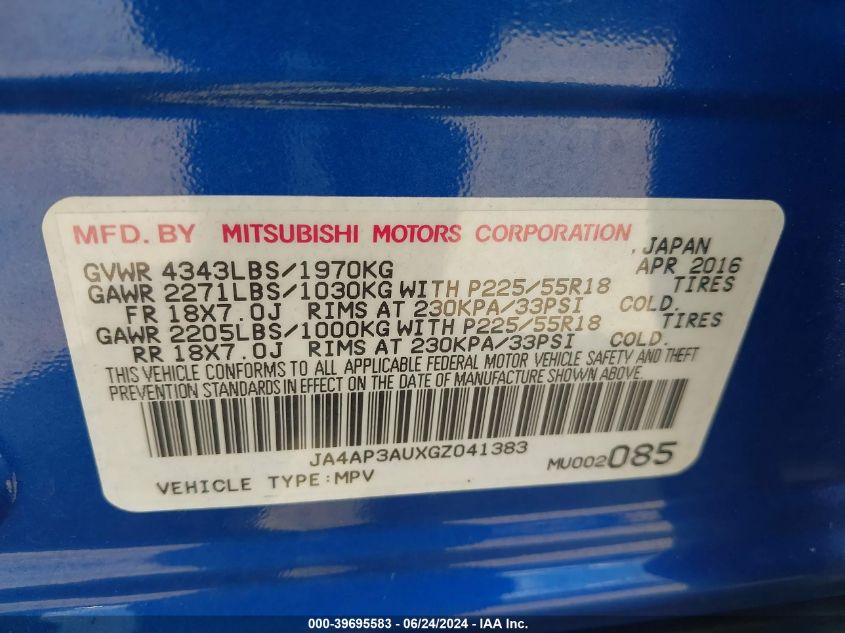 MFD. BY MITSUBISHI MOTORS CORPORATION , JAPAN
GVWR 4343LBS/1970KG APR 2016
GAWR 2271LBS/1030KG WITH P225/55R18 TIRES
FR 18X7.0J RIMS AT 230KPA/33PSI COLD.
GAWR 2205LBS/1000KG WITH P225/55R18 TIRES
RR 18X7.0J RIMS AT 230KPA/33PSI COLD.
THIS VEHICLE CONFORMS TO ALL APPLICABLE FEDERAL MOTOR VEHICLE SAFETY AND THEFT
PREVENTION STANDARDS IN EFFECT ON THE DATE OF MANUFACTURE SHOWN ABOVE.
JA4AP3AUXGZ041383
VEHICLE TYPE:MPV MU002085
000-39695583 - 06/24/2024 - IAAI.com